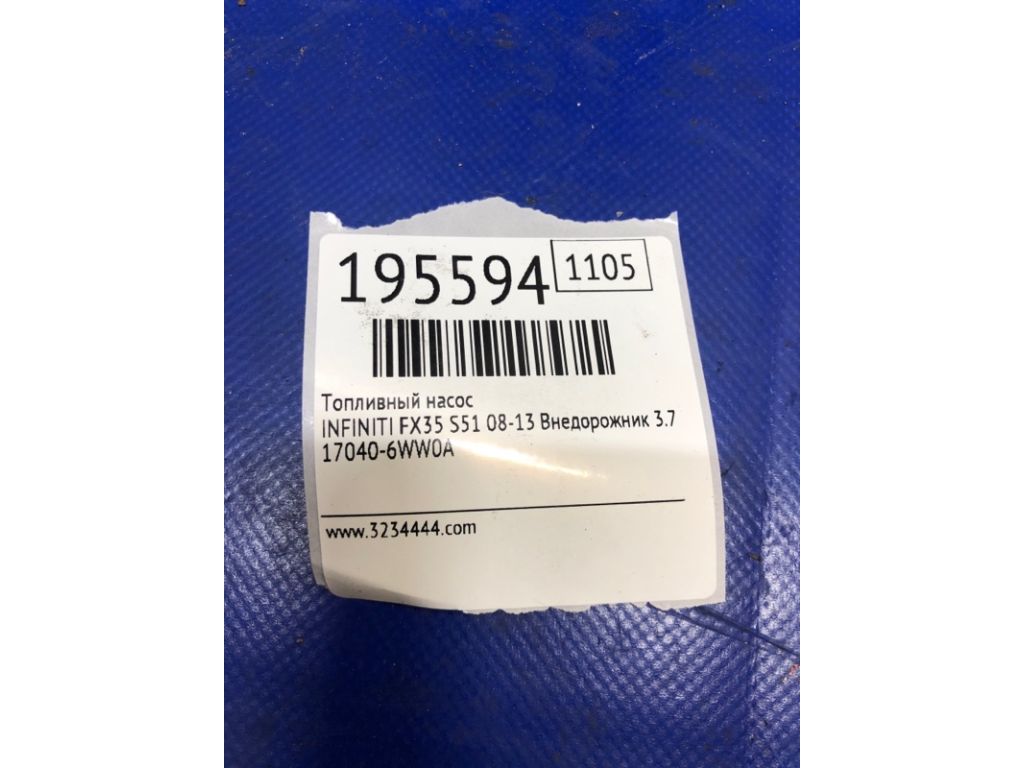 195594 1105
Топливный насос
INFINITI FX35 S51 08-13 Внедорожник 3.7
17040-6WW0A
www.3234444.com